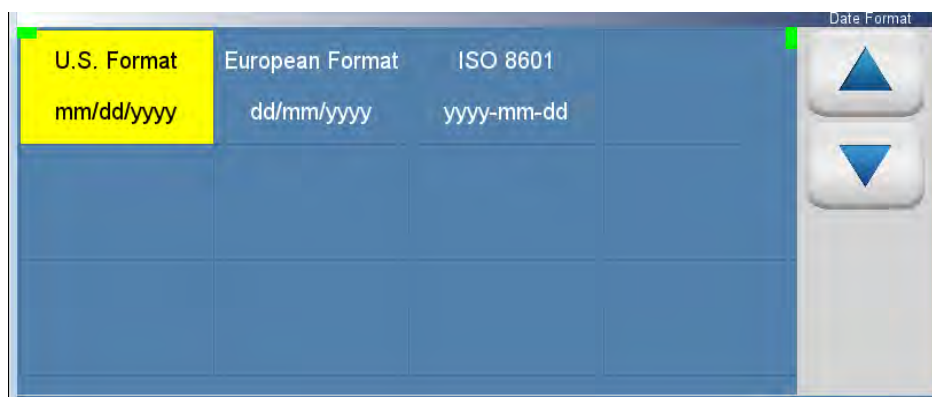 Date Format
U.S. Format
mm/dd/yyyy
European Format
dd/mm/yyyy
ISO 8601
yyyy-mm-dd